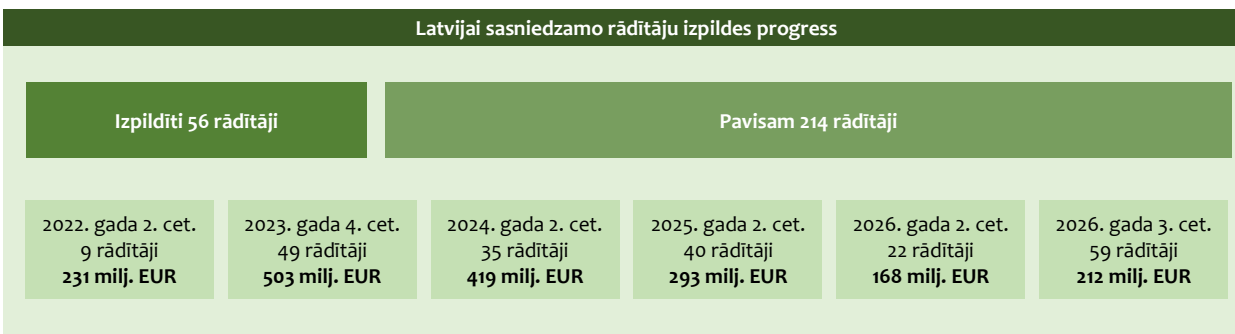 Latvijai sasniedzamo rādītāju izpildes progress
Izpildīti 56 rādītāji
Pavisam 214 rādītāji
2022. gada 2. cet.
9 rādītāji
231 milj. EUR
2023. gada 4. cet.
49 rādītāji
503 milj. EUR
2024. gada 2. cet.
35 rādītāji
419 milj. EUR
2025. gada 2. cet.
40 rādītāji
293 milj. EUR
2026. gada 2. cet.
22 rādītāji
168 milj. EUR
2026. gada 3. cet.
59 rādītāji
212 milj. EUR